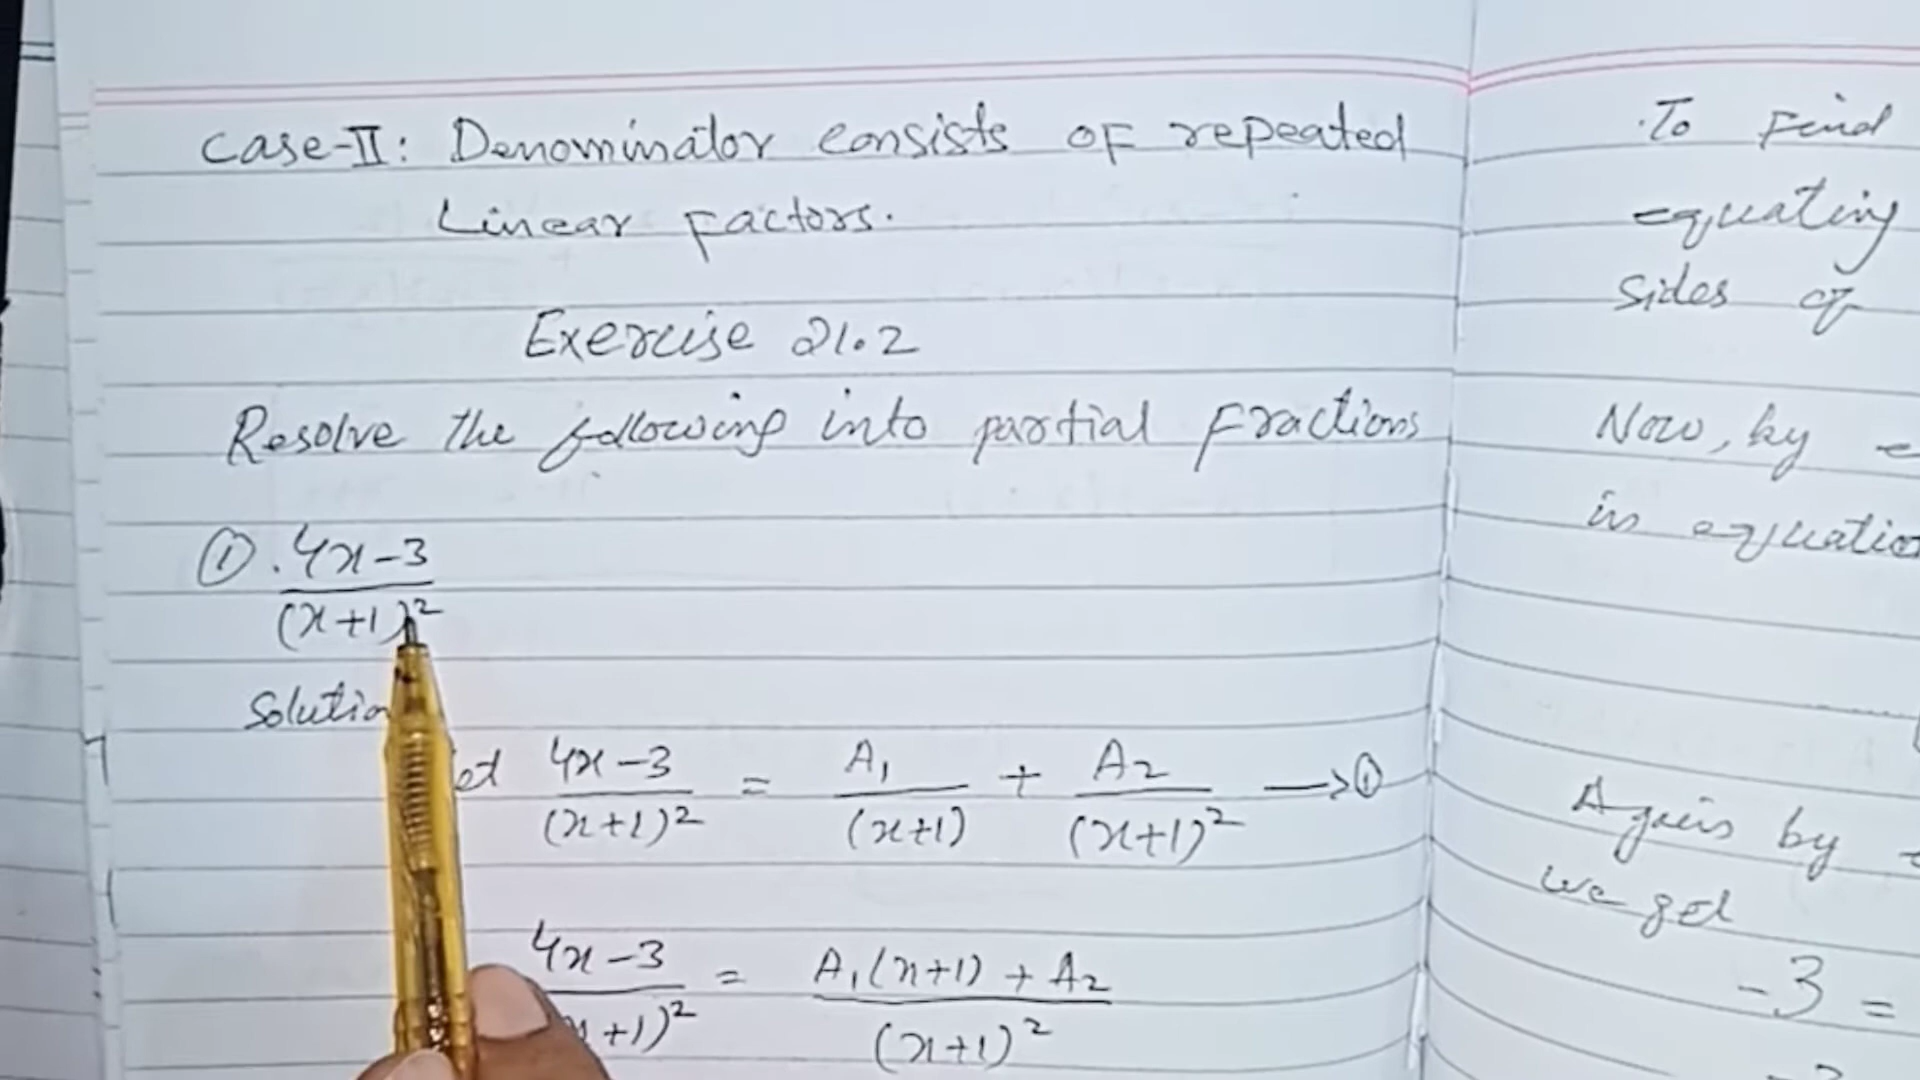 Case-II: Denominator consists of repeated
Linear factors.
Exercise 21.2
Resolve the following into partial fractions
① . 4x-3
(x+1)²
Solution
4x-3 / (x+1)² = A₁ / (x+1) + A₂ / (x+1)² → ①
4x-3 / +1)² = A₁(x+1) + A₂ / (x+1)²
To find
equating
sides of
Now, by
in
Again by
we get
-3 =